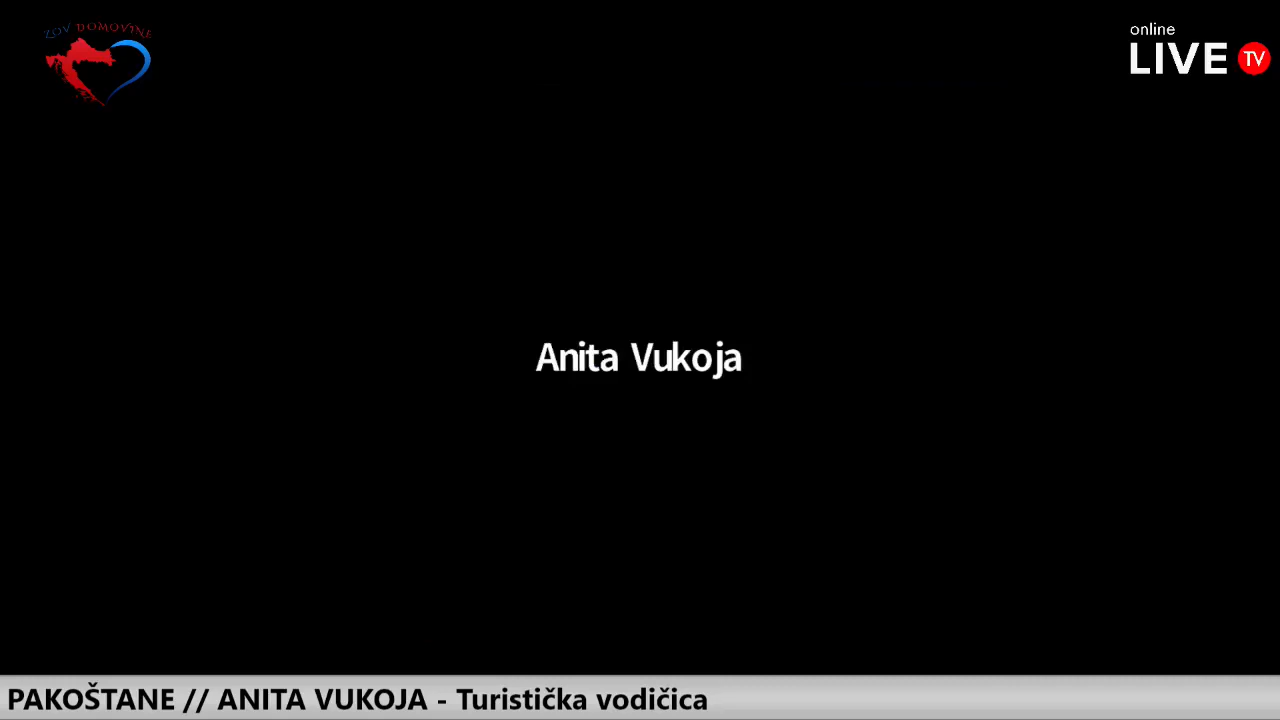 ZOV DOMOVINE
online
LIVE TV
Anita Vukoja
PAKOŠTANE // ANITA VUKOJA - Turistička vodičica